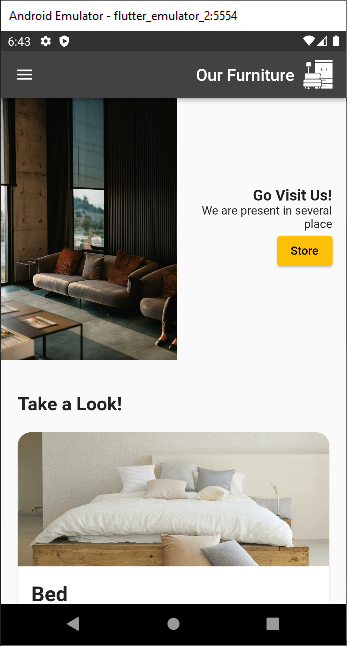 Android Emulator - flutter_emulator_2:5554
6:43
Our Furniture
Go Visit Us!
We are present in several
place
Store
Take a Look!
Bed